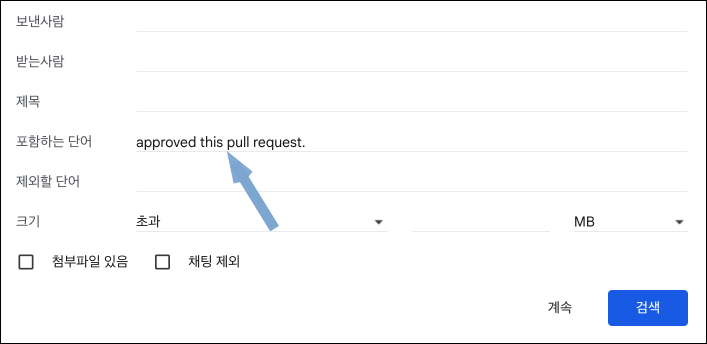 보낸사람
받는사람
제목
포함하는 단어 approved this pull request.
제외할 단어
크기 초과 MB
첨부파일 있음 채팅 제외
계속 검색